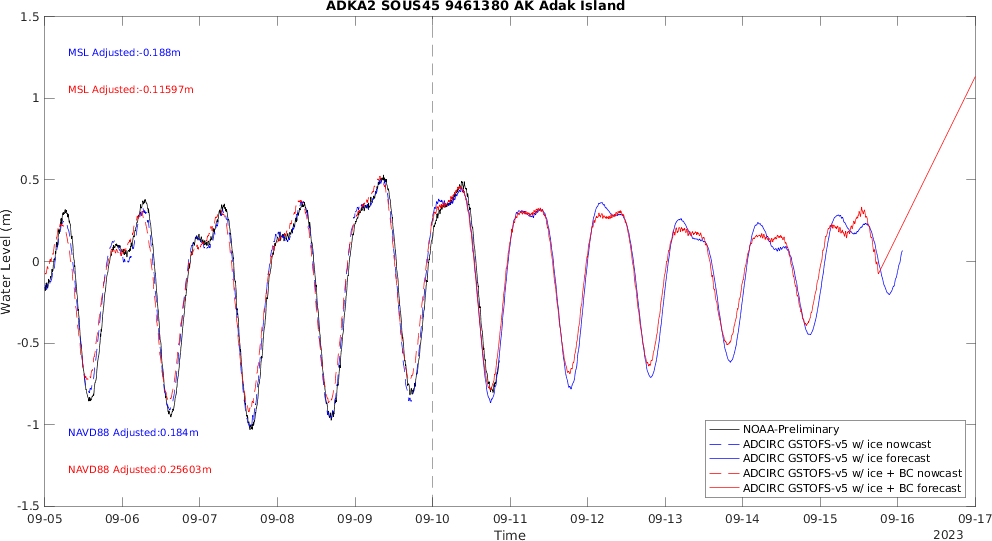 ADKA2 SOUS45 9461380 AK Adak Island
1.5
1
0.5
0
-0.5
-1
-1.5
Water Level (m)
MSL Adjusted:-0.188m
MSL Adjusted:-0.11597m
NAVD88 Adjusted:0.184m
NAVD88 Adjusted:0.25603m
NOAA-Preliminary
ADCIRC GSTOFS-v5 w/ ice nowcast
ADCIRC GSTOFS-v5 w/ ice forecast
ADCIRC GSTOFS-v5 w/ ice + BC nowcast
ADCIRC GSTOFS-v5 w/ ice + BC forecast
09-05 09-06 09-07 09-08 09-09 09-10 09-11 09-12 09-13 09-14 09-15 09-16 09-17
Time
2023